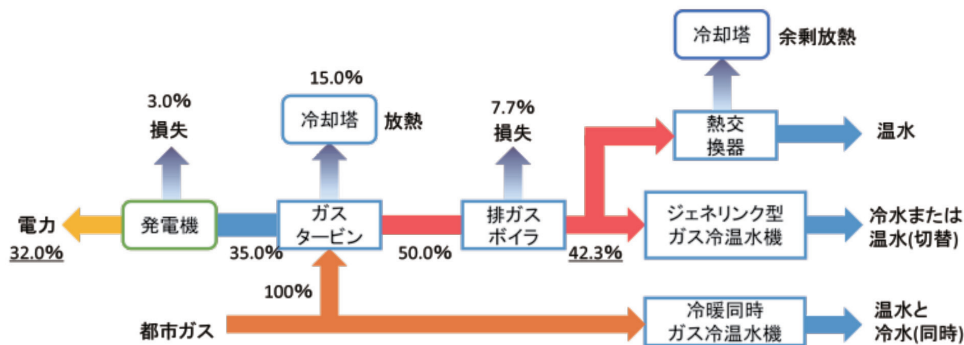 冷却塔
余剰放熱
15.0%
3.0%
損失
冷却塔
放熱
7.7%
損失
熱交
換器
温水
電力
32.0%
発電機
35.0%
ガス
タービン
50.0%
排ガス
ボイラ
42.3%
ジェネリンク型
ガス冷温水機
冷水または
温水(切替)
100%
都市ガス
冷暖同時
ガス冷温水機
温水と
冷水(同時)